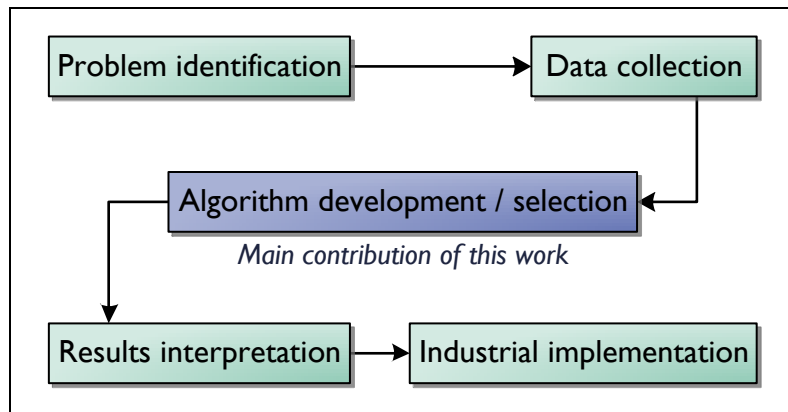 Problem identification
Data collection
Algorithm development / selection
Main contribution of this work
Results interpretation
Industrial implementation